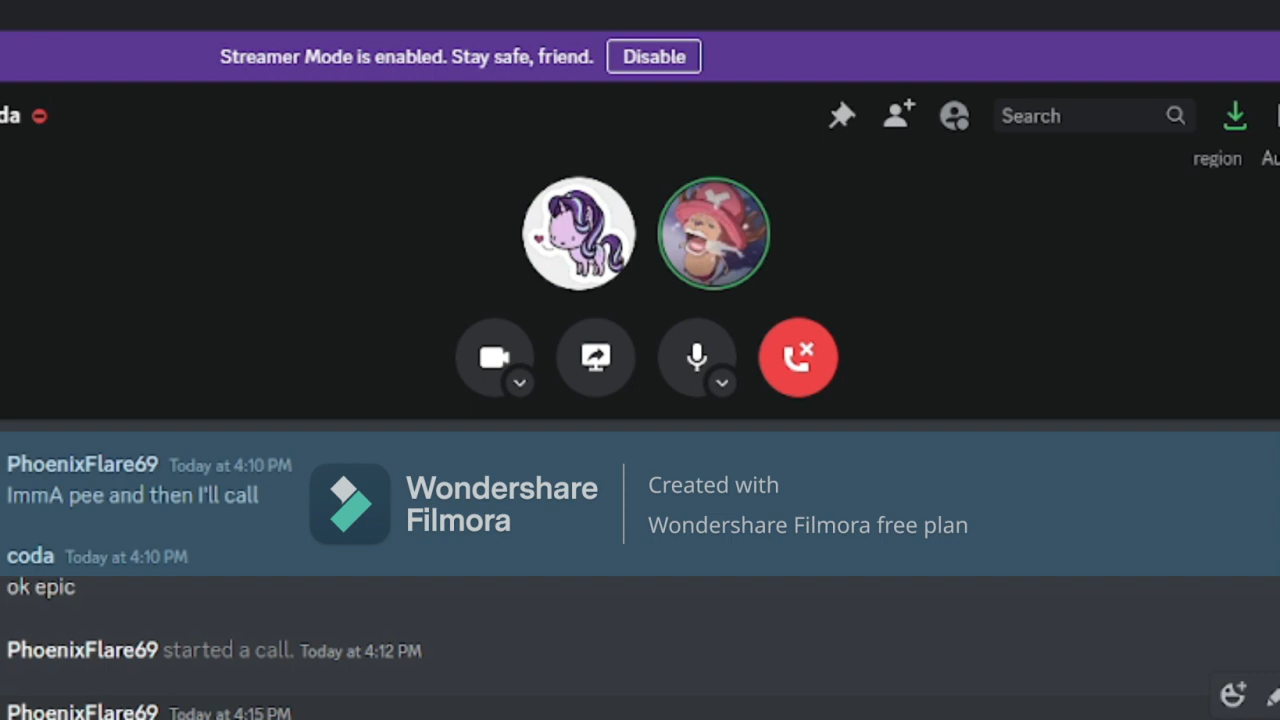 Streamer Mode is enabled. Stay safe, friend. Disable
da
Search
region Au
PhoenixFlare69 Today at 4:10 PM
ImmA pee and then I'll call
Wondershare
Filmora
Created with
Wondershare Filmora free plan
coda Today at 4:10 PM
ok epic
PhoenixFlare69 started a call. Today at 4:12 PM
PhoenixFlare69 Today at 4:15 PM